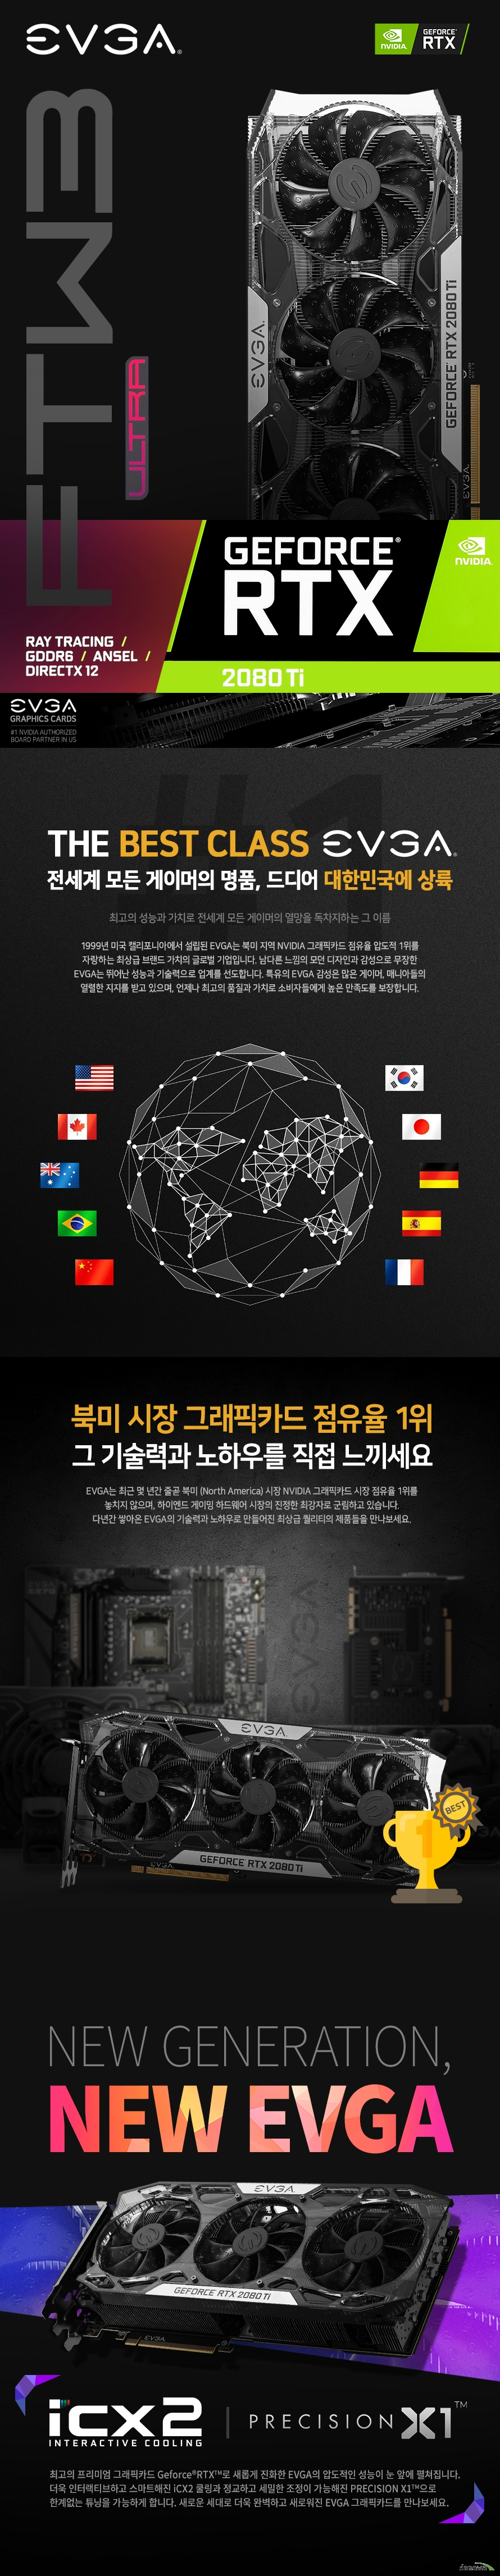 EVGA
NVIDIA
GEFORCE
RTX
FTW3
ULTRA
EVGA
GEFORCE RTX 2080 Ti
EVGA
GEFORCE®
RTX
NVIDIA.
RAY TRACING /
GDDR6 / ANSEL /
DIRECTX 12
2080 Ti
EVGA
GRAPHICS CARDS
#1 NVIDIA AUTHORIZED
BOARD PARTNER IN US
#1
THE BEST CLASS EVGA
전세계 모든 게이머의 명품, 드디어 대한민국에 상륙
최고의 성능과 가치로 전세계 모든 게이머의 열망을 독차지하는 그 이름
1999년 미국 캘리포니아에서 설립된 EVGA는 북미 지역 NVIDIA 그래픽카드 점유율 압도적 1위를
자랑하는 최상급 브랜드 가치의 글로벌 기업입니다. 남다른 느낌의 모던 디자인과 감성으로 무장한
EVGA는 뛰어난 성능과 기술력으로 업계를 선도합니다. 특유의 EVGA 감성은 많은 게이머, 매니아들의
열렬한 지지를 받고 있으며, 언제나 최고의 품질과 가치로 소비자들에게 높은 만족도를 보장합니다.
북미 시장 그래픽카드 점유율 1위
그 기술력과 노하우를 직접 느끼세요
EVGA는 최근 몇 년간 줄곧 북미 (North America) 시장 NVIDIA 그래픽카드 시장 점유율 1위를
놓치지 않으며, 하이엔드 게이밍 하드웨어 시장의 진정한 최강자로 군림하고 있습니다.
다년간 쌓아온 EVGA의 기술력과 노하우로 만들어진 최상급 퀄리티의 제품들을 만나보세요.
EVGA
BEST
1
GEFORCE RTX 2080 Ti
EVGA
NEW GENERATION,
NEW EVGA
EVGA
GEFORCE RTX 2080 Ti
EVGA
iCX2
INTERACTIVE COOLING
PRECISION X1™
최고의 프리미엄 그래픽카드 Geforce®RTX™로 새롭게 진화한 EVGA의 압도적인 성능이 눈 앞에 펼쳐집니다.
더욱 인터랙티브하고 스마트해진 iCX2 쿨링과 정교하고 세밀한 조정이 가능해진 PRECISION X1™으로
한계없는 튜닝을 가능하게 합니다. 새로운 세대로 더욱 완벽하고 새로워진 EVGA 그래픽카드를 만나보세요.